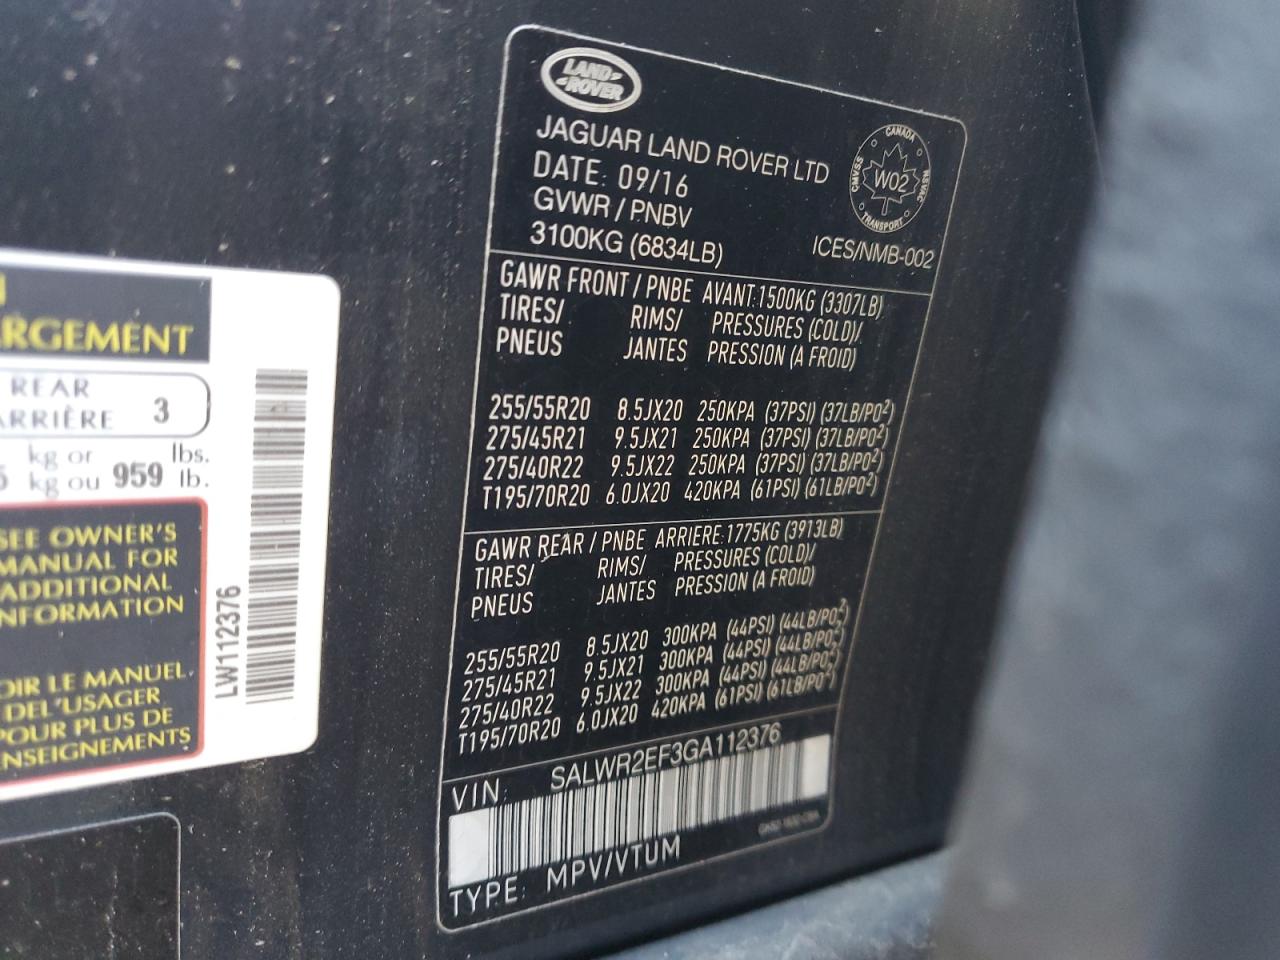 RGEMENT
REAR
ARRIÈRE 3
kg or lbs.
kg ou 959 lb.
SEE OWNER'S
MANUAL FOR
ADDITIONAL
INFORMATION
OIR LE MANUEL
DEL'USAGER
POUR PLUS DE
ENSEIGNEMENTS
LW112376
LAND
ROVER
JAGUAR LAND ROVER LTD
DATE: 09/16
GVWR / PNBV
3100KG (6834LB)
CANADA
CMVSS
W02
NSVAC
TRANSPORT
ICES/NMB-002
GAWR FRONT / PNBE AVANT:1500KG (3307LB)
TIRES/ RIMS/ PRESSURES (COLD)/
PNEUS JANTES PRESSION (A FROID)
255/55R20 8.5JX20 250KPA (37PSI) (37LB/PO²)
275/45R21 9.5JX21 250KPA (37PSI) (37LB/PO²)
275/40R22 9.5JX22 250KPA (37PSI) (37LB/PO²)
T195/70R20 6.0JX20 420KPA (61PSI) (61LB/PO²)
GAWR REAR / PNBE ARRIERE:1775KG (3913LB)
TIRES/ RIMS/ PRESSURES (COLD)/
PNEUS JANTES PRESSION (A FROID)
255/55R20 8.5JX20 300KPA (44PSI) (44LB/PO²)
275/45R21 9.5JX21 300KPA (44PSI) (44LB/PO²)
275/40R22 9.5JX22 300KPA (44PSI) (44LB/PO²)
T195/70R20 6.0JX20 420KPA (61PSI) (61LB/PO²)
VIN: SALWR2EF3GA112376
TYPE: MPV/VTUM